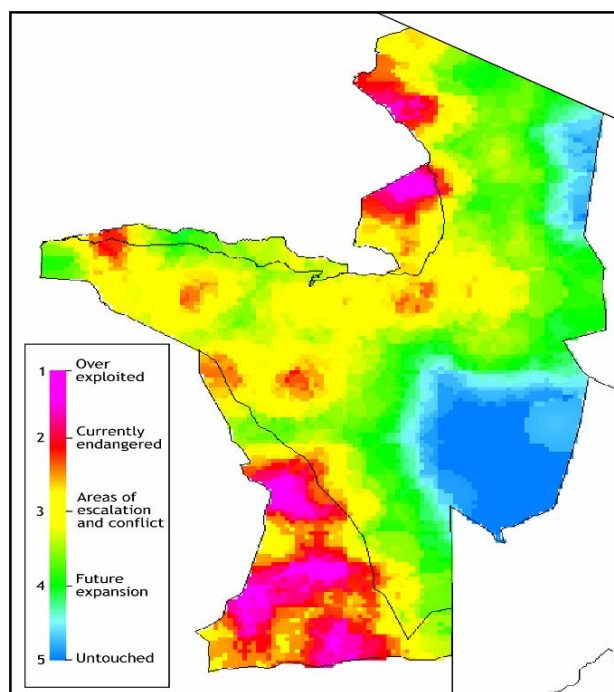 1
Over
exploited
2
Currently
endangered
3
Areas of
escalation
and conflict
4
Future
expansion
5
Untouched